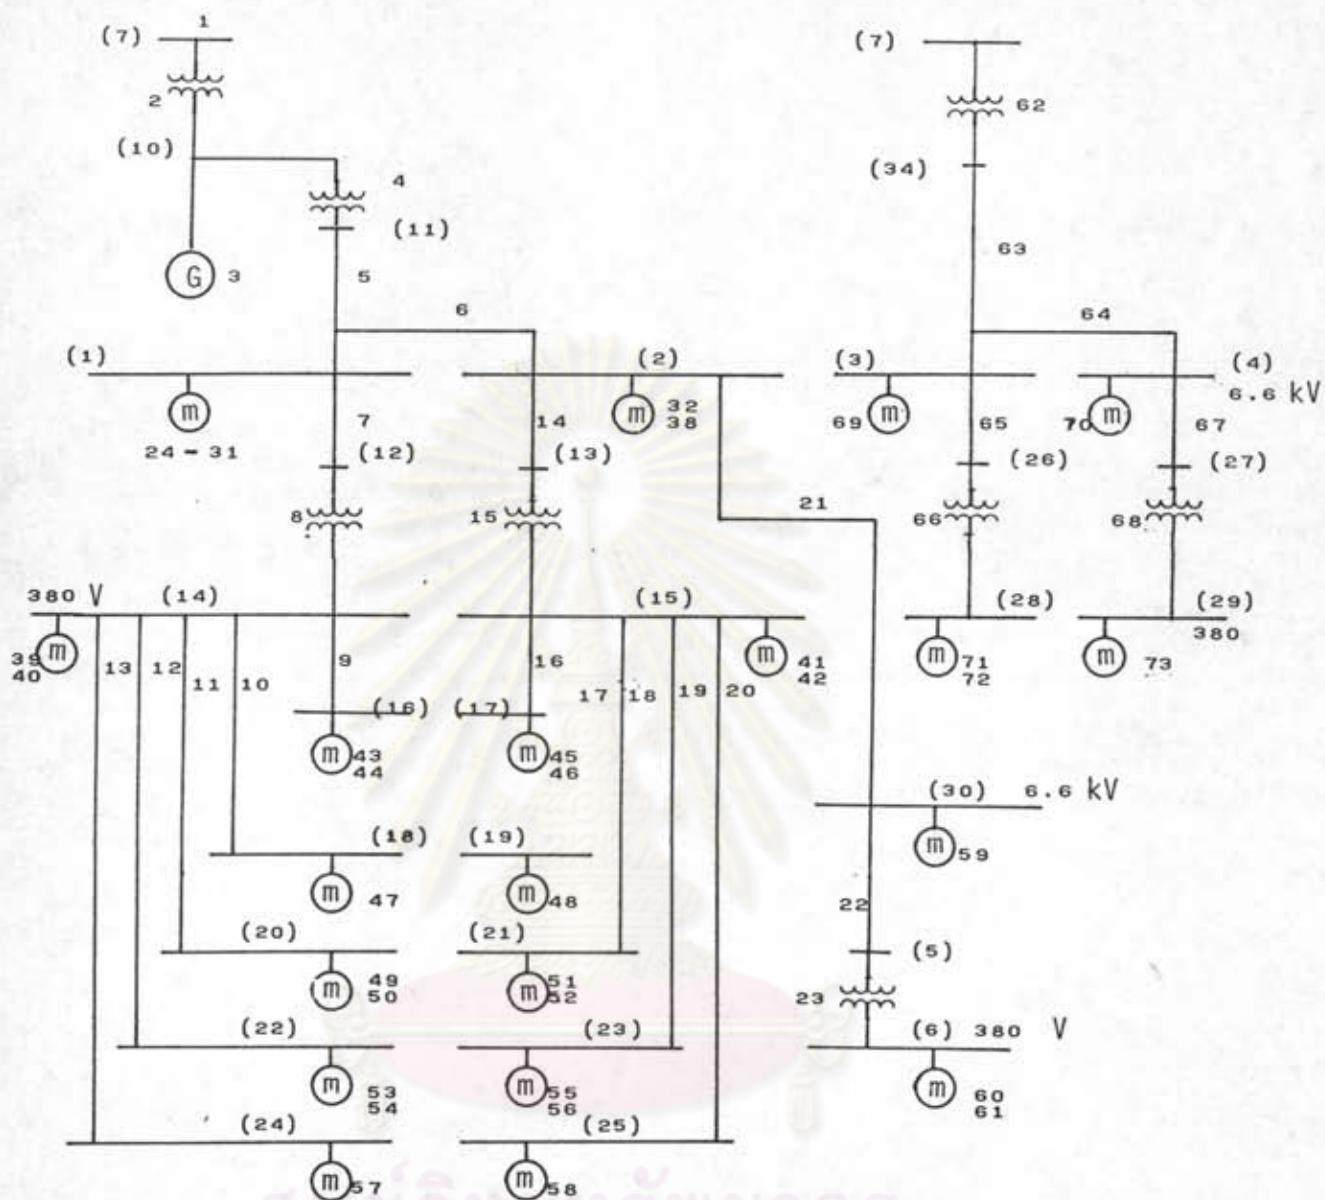 1
(7) (7)
2 62
(10) 4 (34)
(11)
G 3 5 63
6 64
(1) (2) (3) (4)
6.6 kV
m m 32 m m
38 69 70
24 - 31 7 14 65 67
(12) (13) (26) (27)
8 15 21 66 68
380 V (14) (15) (28) (29)
380
m m m m
39 41 71 73
40 42 72
13 12 11 10 9 16 17 18 19 20
(16) (17)
m 43 m 45
44 46
(30) 6.6 kV
(18) (19) m 59
m 47 m 48
22
(20) (21) (5)
m 49 m 51
50 52
23
(22) (23) (6) 380 V
m 53 m 55 m 60
54 56 61
(24) (25)
m 57 m 58